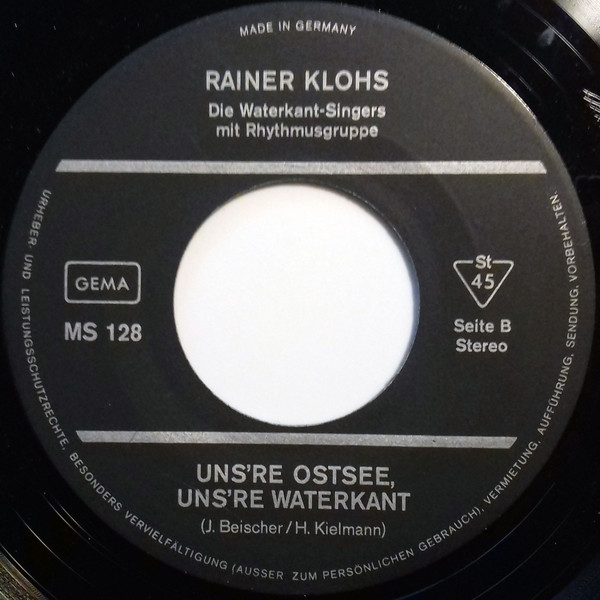 MADE IN GERMANY
RAINER KLOHS
Die Waterkant-Singers
mit Rhythmusgruppe
GEMA
MS 128
St
45
Seite B
Stereo
UNS'RE OSTSEE,
UNS'RE WATERKANT
(J. Beischer/H. Kielmann)
URHEBER- UND LEISTUNGSSCHUTZRECHTE, BESONDERS VERVIELFÄLTIGUNG (AUSSER ZUM PERSÖNLICHEN GEBRAUCH), VERMIETUNG, AUFFÜHRUNG, SENDUNG, VORBEHALTEN.